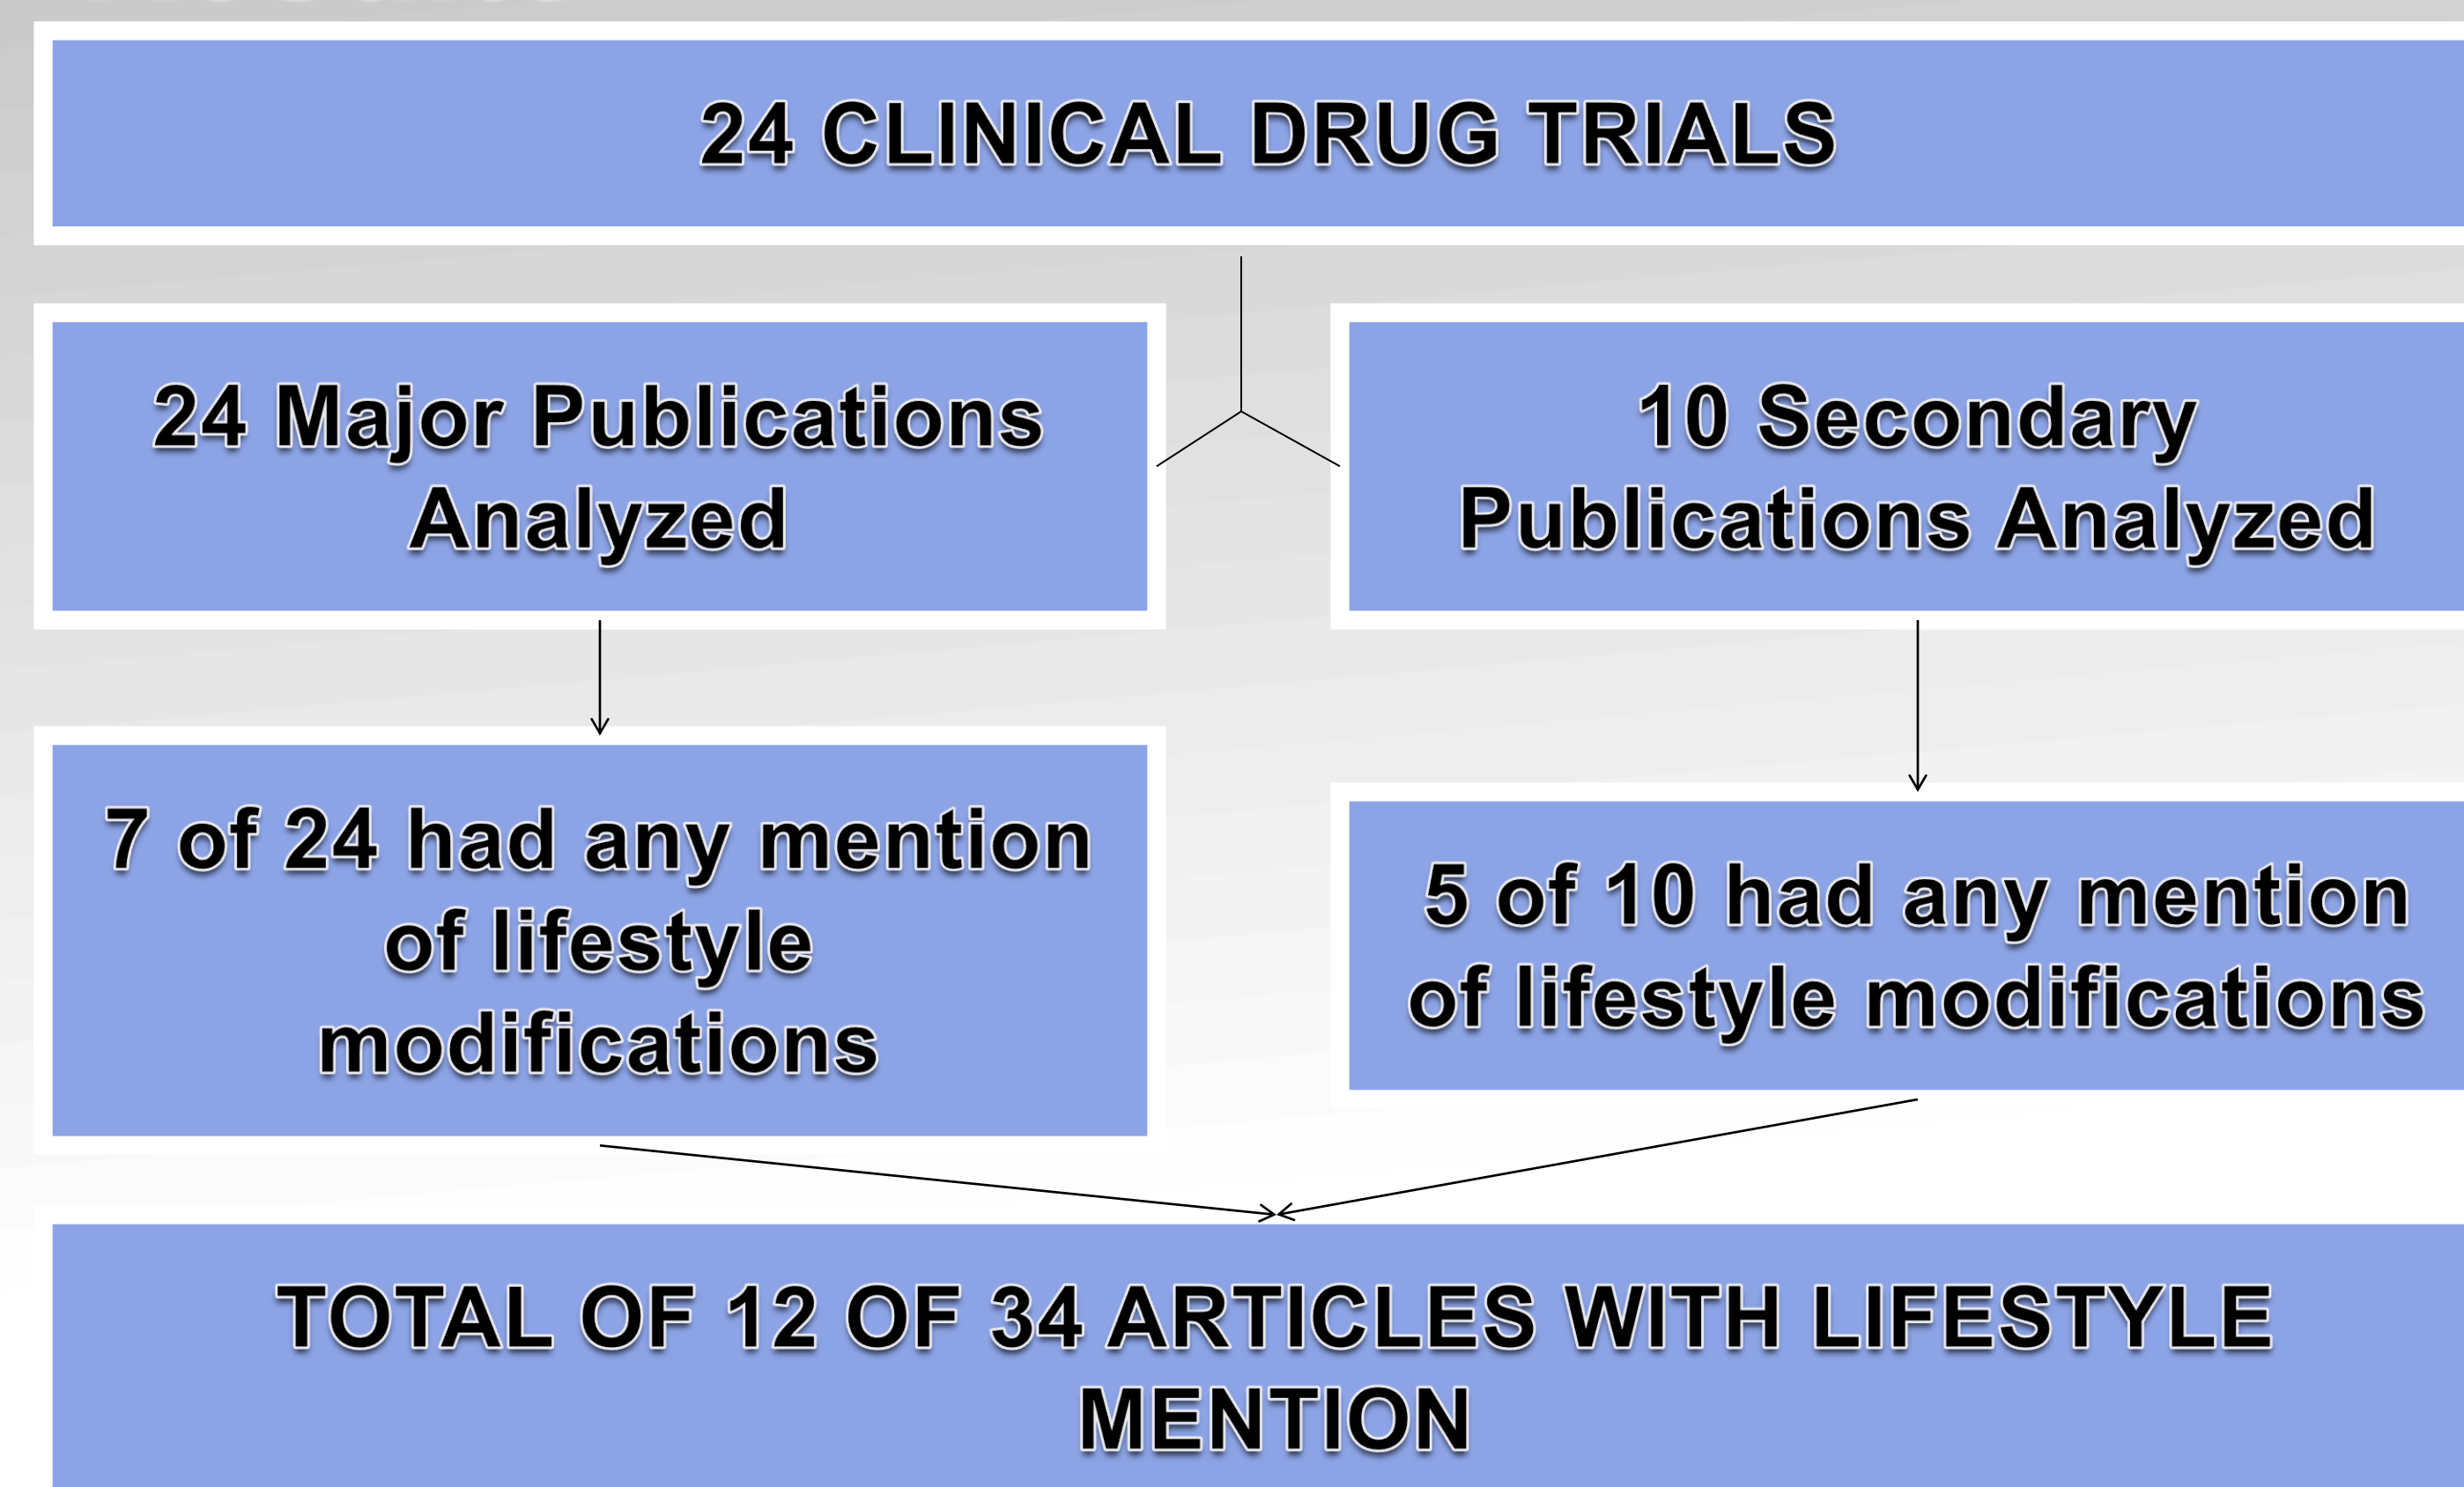 24 CLINICAL DRUG TRIALS
24 Major Publications
Analyzed
10 Secondary
Publications Analyzed
7 of 24 had any mention
of lifestyle
modifications
5 of 10 had any mention
of lifestyle modifications
TOTAL OF 12 OF 34 ARTICLES WITH LIFESTYLE
MENTION